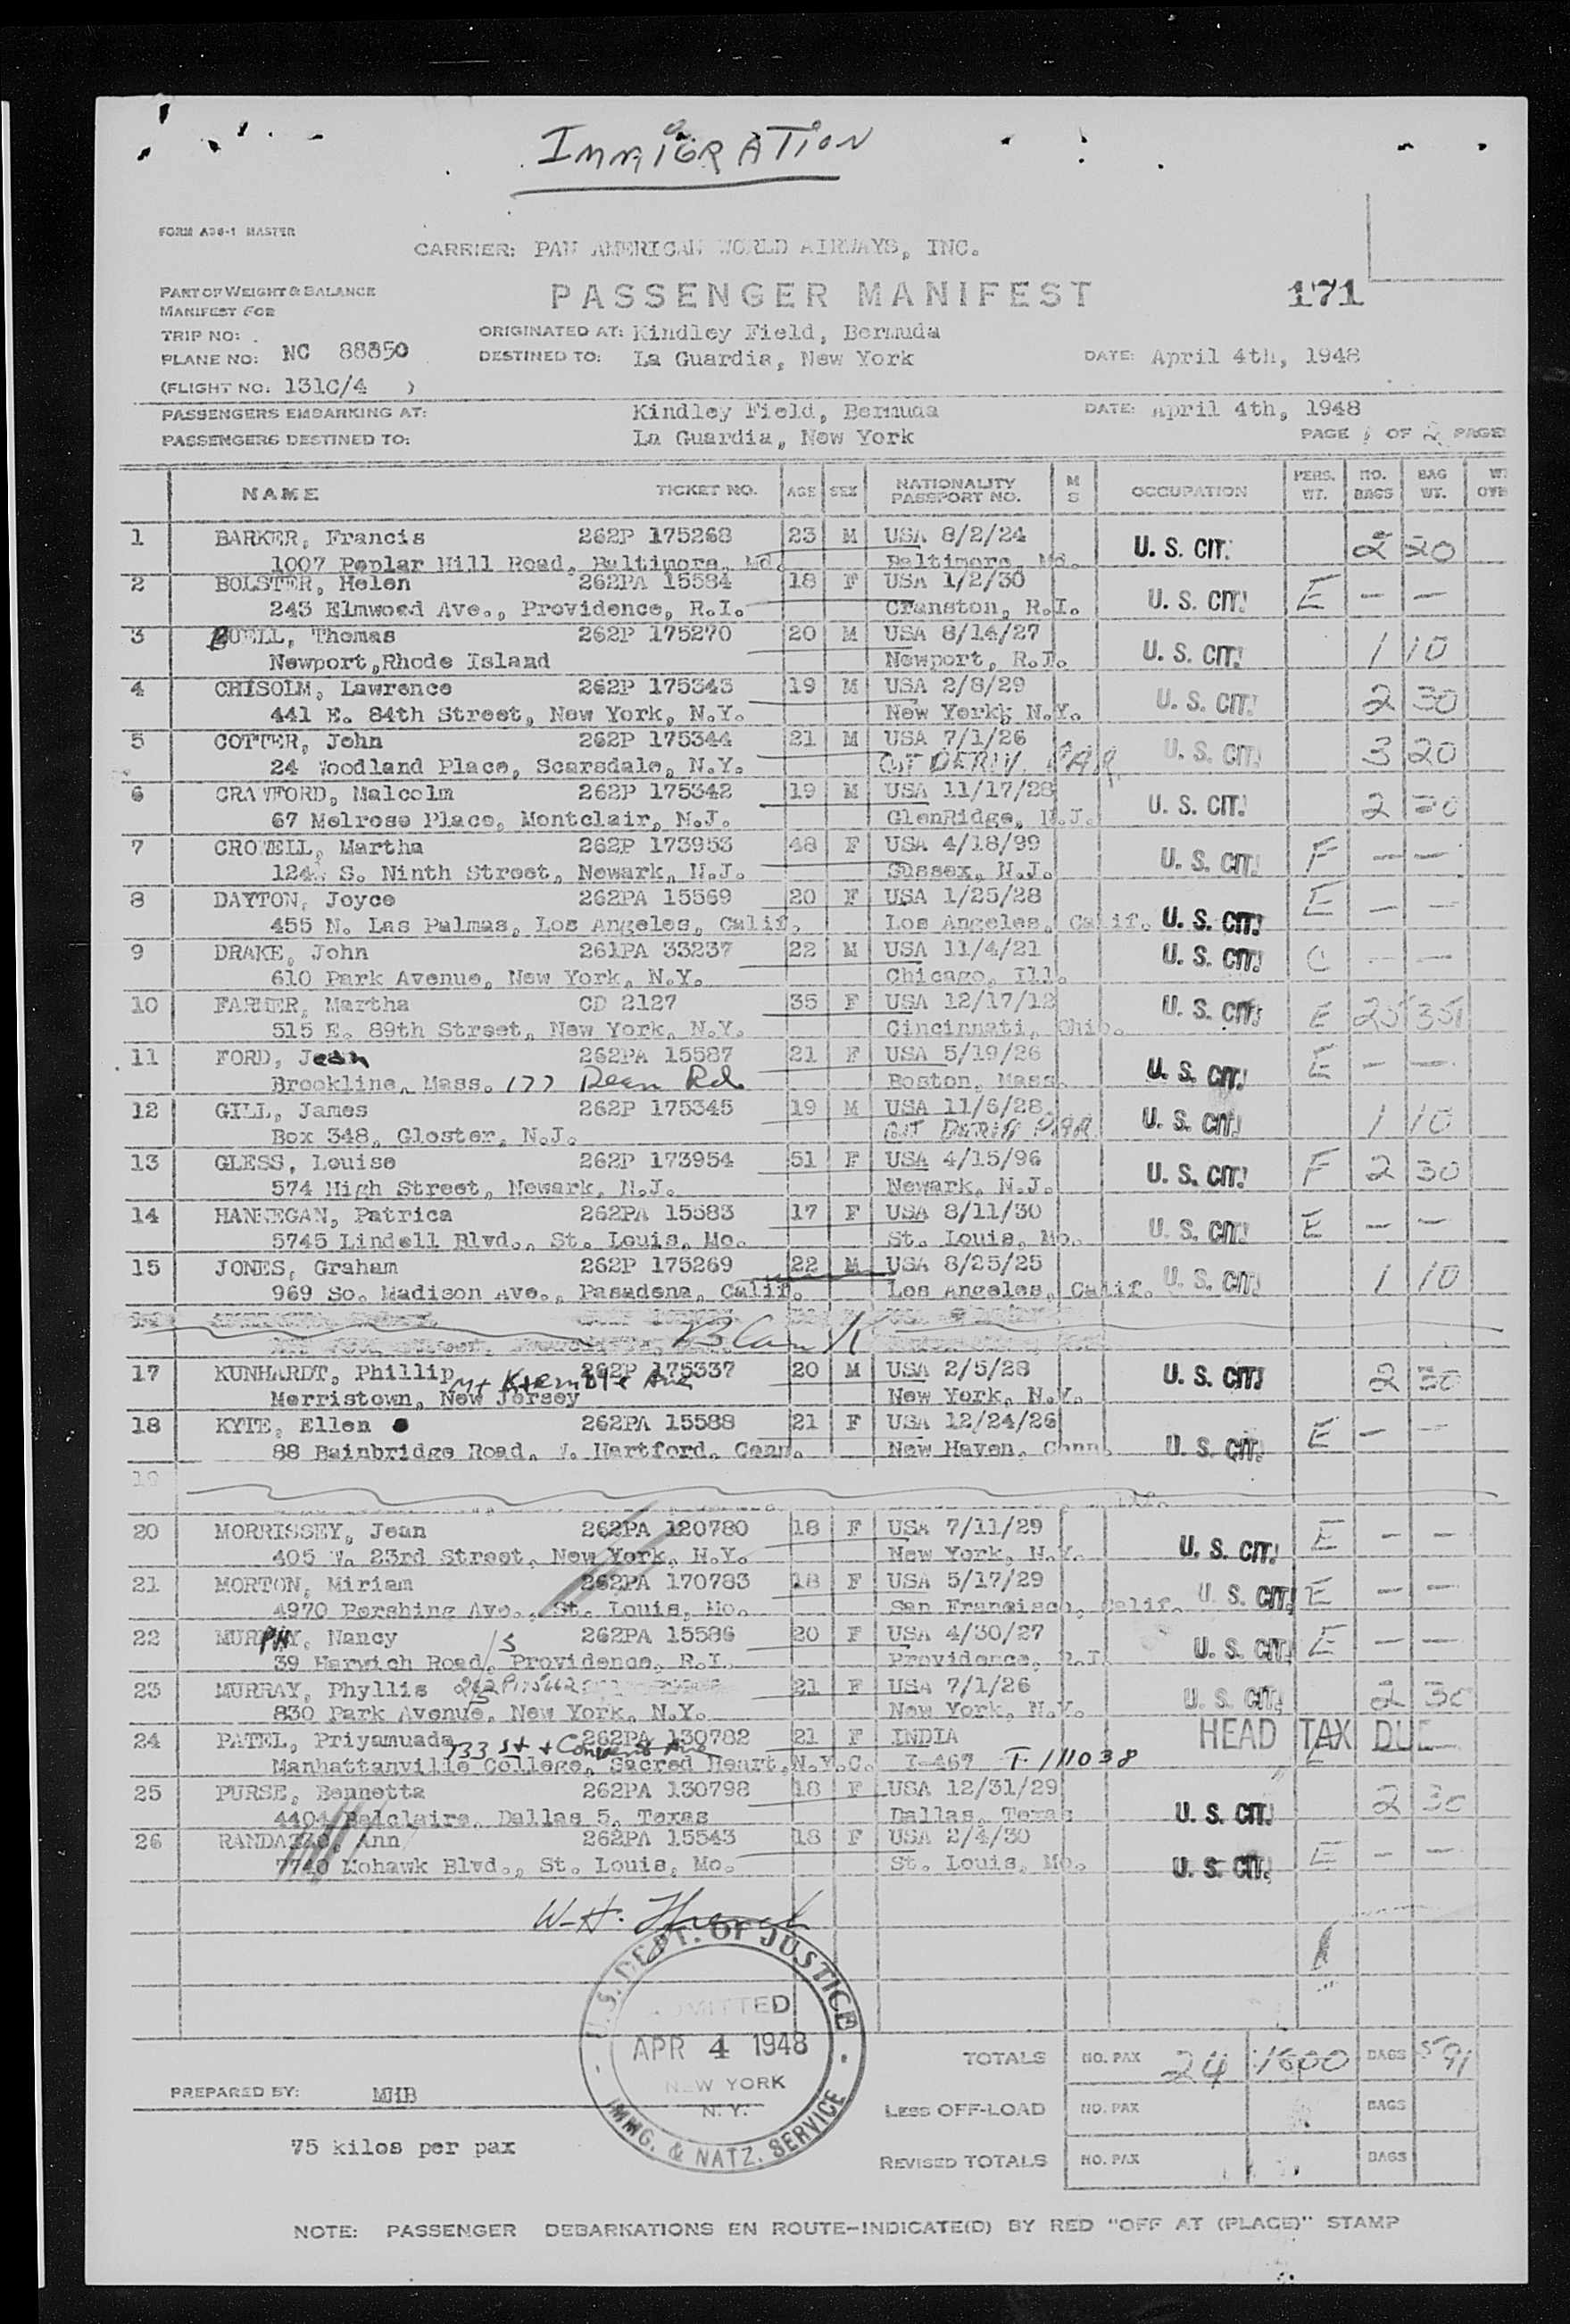 IMMIGRATION
FORM A36-1 MASTER
CARRIER: PAN AMERICAN WORLD AIRWAYS, INC.
PART OF WEIGHT & BALANCE
MANIFEST FOR
PASSENGER MANIFEST
171
TRIP NO:
ORIGINATED AT: Kindley Field, Bermuda
PLANE NO: NC 88850
DESTINED TO: La Guardia, New York
DATE: April 4th, 1948
(FLIGHT NO: 131C/4 )
PASSENGERS EMBARKING AT: Kindley Field, Bermuda DATE: April 4th, 1948
PASSENGERS DESTINED TO: La Guardia, New York
PAGE 1 OF 2 PAGE
NAME TICKET NO. AGE SEX NATIONALITY PASSPORT NO. M S OCCUPATION PERS. WT. NO. BAGS BAG WT.
1 BARKER, Francis 262P 175268 23 M USA 8/2/24 U. S. CIT. 2 20
1007 Poplar Hill Road, Baltimore, Md. Baltimore, Md.
2 BOLSTER, Helen 262PA 15584 18 F USA 1/2/30 U. S. CIT. E — —
243 Elmwood Ave., Providence, R.I. Cranston, R.I.
3 BUELL, Thomas 262P 175270 20 M USA 8/14/27 U. S. CIT. 1 10
Newport, Rhode Island Newport, R.I.
4 CHISOLM, Lawrence 262P 175343 19 M USA 2/8/29 U. S. CIT. 2 30
441 E. 84th Street, New York, N.Y. New York, N.Y.
5 COTTER, John 262P 175344 21 M USA 7/1/26 U. S. CIT. 3 20
24 Woodland Place, Scarsdale, N.Y. CIT DERIV. PAR.
6 CRAWFORD, Malcolm 262P 175342 19 M USA 11/17/28 U. S. CIT. 2 30
67 Melrose Place, Montclair, N.J. GlenRidge, N.J.
7 CROWELL, Martha 262P 173953 48 F USA 4/18/99 U. S. CIT. F — —
124 S. Ninth Street, Newark, N.J. Sussex, N.J.
8 DAYTON, Joyce 262PA 15569 20 F USA 1/25/28 E — —
455 N. Las Palmas, Los Angeles, Calif. Los Angeles, Calif. U. S. CIT.
9 DRAKE, John 261PA 33237 22 M USA 11/4/21 U. S. CIT. C — —
610 Park Avenue, New York, N.Y. Chicago, Ill.
10 FARMER, Martha CD 2127 35 F USA 12/17/12 U. S. CIT. E 25 351
515 E. 89th Street, New York, N.Y. Cincinnati, Ohio.
11 FORD, Jean 262PA 15587 21 F USA 5/19/26 U. S. CIT. E — —
Brookline, Mass. 177 Dean Rd. Boston, Mass.
12 GILL, James 262P 175345 19 M USA 11/6/28 U. S. CIT. 1 10
Box 348, Gloster, N.J. CIT DERIV PAR
13 GLESS, Louise 262P 173954 51 F USA 4/15/96 U. S. CIT. F 2 30
574 High Street, Newark, N.J. Newark, N.J.
14 HANNEGAN, Patrica 262PA 15583 17 F USA 8/11/30 U. S. CIT. E — —
5745 Lindell Blvd., St. Louis, Mo. St. Louis, Mo.
15 JONES, Graham 262P 175269 22 M USA 8/25/25 U. S. CIT. 1 10
969 So. Madison Ave., Pasadena, Calif. Los Angeles, Calif.
Blank
17 KUNHARDT, Phillip 262P 175337 20 M USA 2/5/28 U. S. CIT. 2 30
Mt Kemble Ave
Morristown, New Jersey New York, N.Y.
18 KYTE, Ellen 262PA 15588 21 F USA 12/24/26 E — —
88 Bainbridge Road, W. Hartford, Conn. New Haven, Conn. U. S. CIT.
19
20 MORRISSEY, Jean 262PA 120780 18 F USA 7/11/29 U. S. CIT. E — —
405 W. 23rd Street, New York, N.Y. New York, N.Y.
21 MORTON, Miriam 262PA 170783 18 F USA 5/17/29 U. S. CIT. E — —
4970 Pershing Ave., St. Louis, Mo. San Francisco, Calif.
22 MURPHY, Nancy 262PA 15586 20 F USA 4/30/27 U. S. CIT. E — —
39 Harwich Road, Providence, R.I. Providence, R.I.
23 MURRAY, Phyllis 21 F USA 7/1/26 U. S. CIT. 2 30
830 Park Avenue, New York, N.Y. New York, N.Y.
24 PATEL, Priyamuada 262PA 130782 21 F INDIA HEAD TAX DUE
133 St + Convent Ave
Manhattanville College, Sacred Heart, N.Y.C. I-467 T-111038
25 PURSE, Bennetta 262PA 130798 18 F USA 12/31/29 2 30
4404 Belclaire, Dallas 5, Texas Dallas, Texas U. S. CIT.
26 RANDAZZO, Ann 262PA 15543 18 F USA 2/4/30 E — —
7740 Mohawk Blvd., St. Louis, Mo. St. Louis, Mo. U. S. CIT.
W. H.
U.S. DEPT. OF JUSTICE
ADMITTED
APR 4 1948
NEW YORK
N. Y.
IMMG. & NATZ. SERVICE
TOTALS NO. PAX 24 1800 BAGS 591
PREPARED BY: MHB
LESS OFF-LOAD NO. PAX BAGS
75 kilos per pax
REVISED TOTALS NO. PAX BAGS
NOTE: PASSENGER DEBARKATIONS EN ROUTE-INDICATE(D) BY RED "OFF AT (PLACE)" STAMP